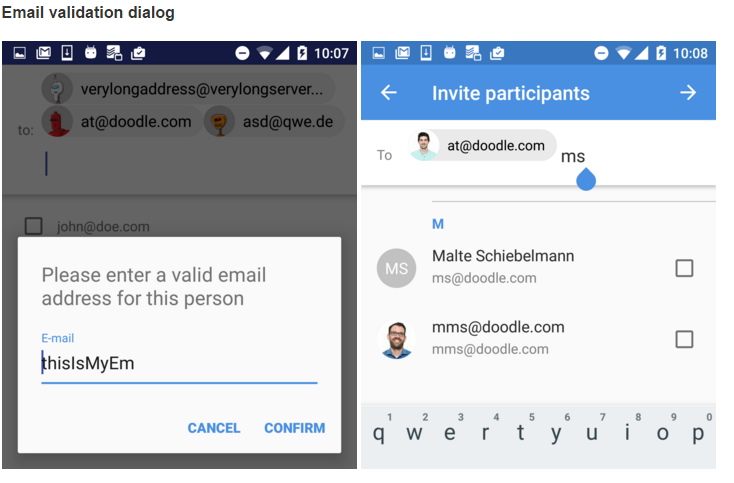 Email validation dialog
10:07
verylongaddress@verylongserver...
to: at@doodle.com asd@qwe.de
john@doe.com
Please enter a valid email
address for this person
E-mail
thisIsMyEm
CANCEL CONFIRM
10:08
Invite participants
To at@doodle.com ms
M
MS Malte Schiebelmann
ms@doodle.com
mms@doodle.com
mms@doodle.com
1 2 3 4 5 6 7 8 9 0
q w e r t y u i o p